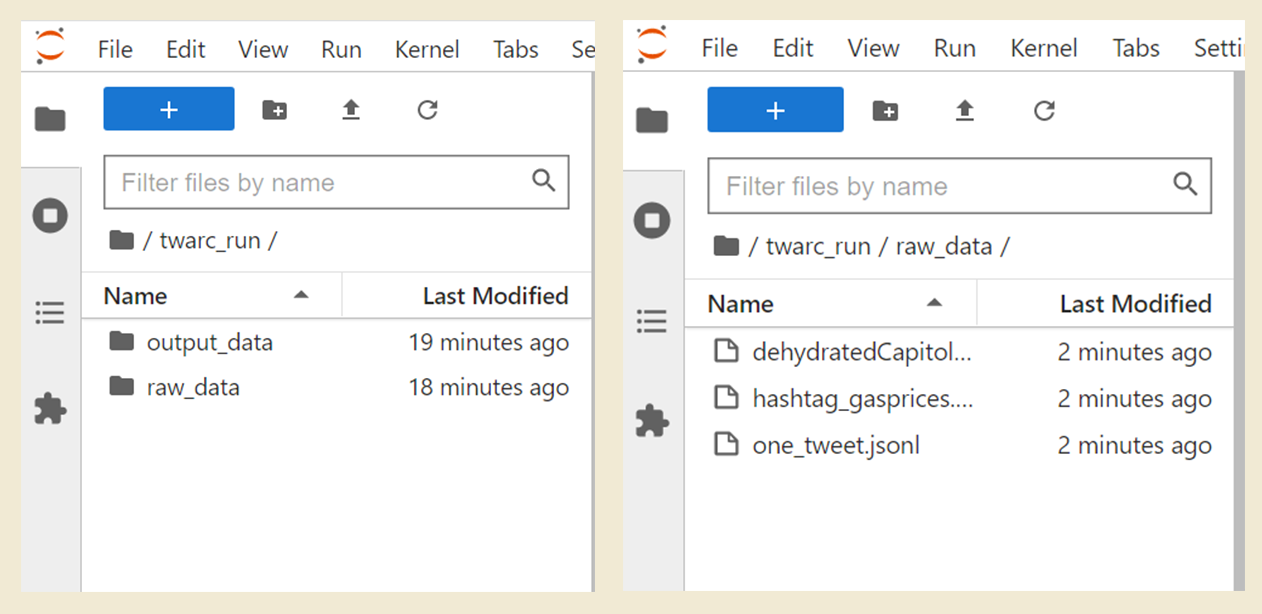 File Edit View Run Kernel Tabs Se
+
Filter files by name
/ twarc_run /
Name Last Modified
output_data 19 minutes ago
raw_data 18 minutes ago
File Edit View Run Kernel Tabs Setti
+
Filter files by name
/ twarc_run / raw_data /
Name Last Modified
dehydratedCapitol... 2 minutes ago
hashtag_gasprices.... 2 minutes ago
one_tweet.jsonl 2 minutes ago